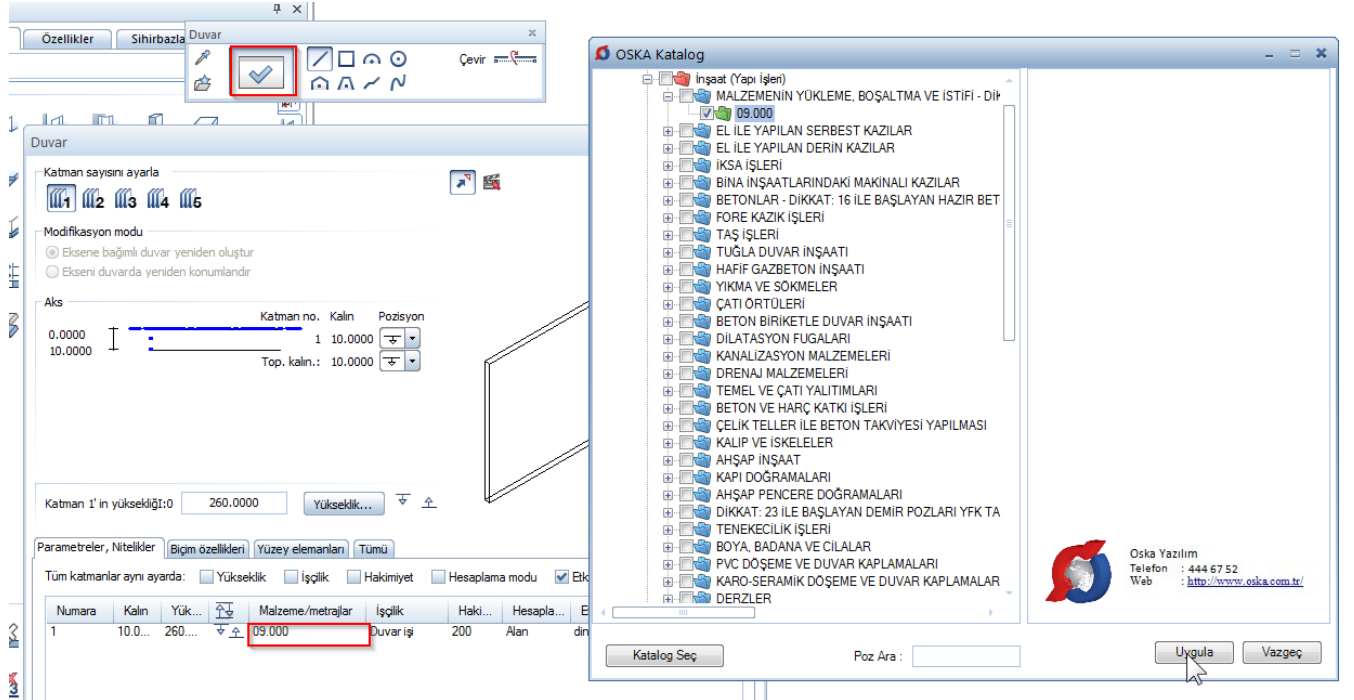 Özellikler
Sihirbazla
Duvar
Çevir
Duvar
Katman sayısını ayarla
1 2 3 4 5
Modifikasyon modu
Eksene bağımlı duvar yeniden oluştur
Ekseni duvarda yeniden konumlandır
Aks
Katman no. Kalın Pozisyon
0.0000
1 10.0000
10.0000
Top. kalın.: 10.0000
Katman 1' in yüksekliğI:0 260.0000 Yükseklik...
Parametreler, Nitelikler Biçim özellikleri Yüzey elemanları Tümü
Tüm katmanlar aynı ayarda: Yükseklik İşçilik Hakimiyet Hesaplama modu Etk
Numara Kalın Yük... Malzeme/metrajlar İşçilik Haki... Hesapla... E
1 10.0... 260.... 09.000 Duvar işi 200 Alan din
OSKA Katalog
İnşaat (Yapı İşleri)
MALZEMENİN YÜKLEME, BOŞALTMA VE İSTİFİ - DİK
09.000
EL İLE YAPILAN SERBEST KAZILAR
EL İLE YAPILAN DERİN KAZILAR
İKSA İŞLERİ
BİNA İNŞAATLARINDAKİ MAKİNALI KAZILAR
BETONLAR - DİKKAT: 16 İLE BAŞLAYAN HAZIR BET
FORE KAZIK İŞLERİ
TAŞ İŞLERİ
TUĞLA DUVAR İNŞAATI
HAFİF GAZBETON İNŞAATI
YIKMA VE SÖKMELER
ÇATI ÖRTÜLERİ
BETON BİRİKETLE DUVAR İNŞAATI
DİLATASYON FUGALARI
KANALİZASYON MALZEMELERİ
DRENAJ MALZEMELERİ
TEMEL VE ÇATI YALITIMLARI
BETON VE HARÇ KATKI İŞLERİ
ÇELİK TELLER İLE BETON TAKVİYESİ YAPILMASI
KALIP VE İSKELELER
AHŞAP İNŞAAT
KAPI DOĞRAMALARI
AHŞAP PENCERE DOĞRAMALARI
DİKKAT: 23 İLE BAŞLAYAN DEMİR POZLARI YFK TA
TENEKECİLİK İŞLERİ
BOYA, BADANA VE CİLALAR
PVC DÖŞEME VE DUVAR KAPLAMALARI
KARO-SERAMİK DÖŞEME VE DUVAR KAPLAMALAR
DERZLER
Oska Yazılım
Telefon : 444 67 52
Web : http://www.oska.com.tr/
Katalog Seç
Poz Ara :
Uygula
Vazgeç